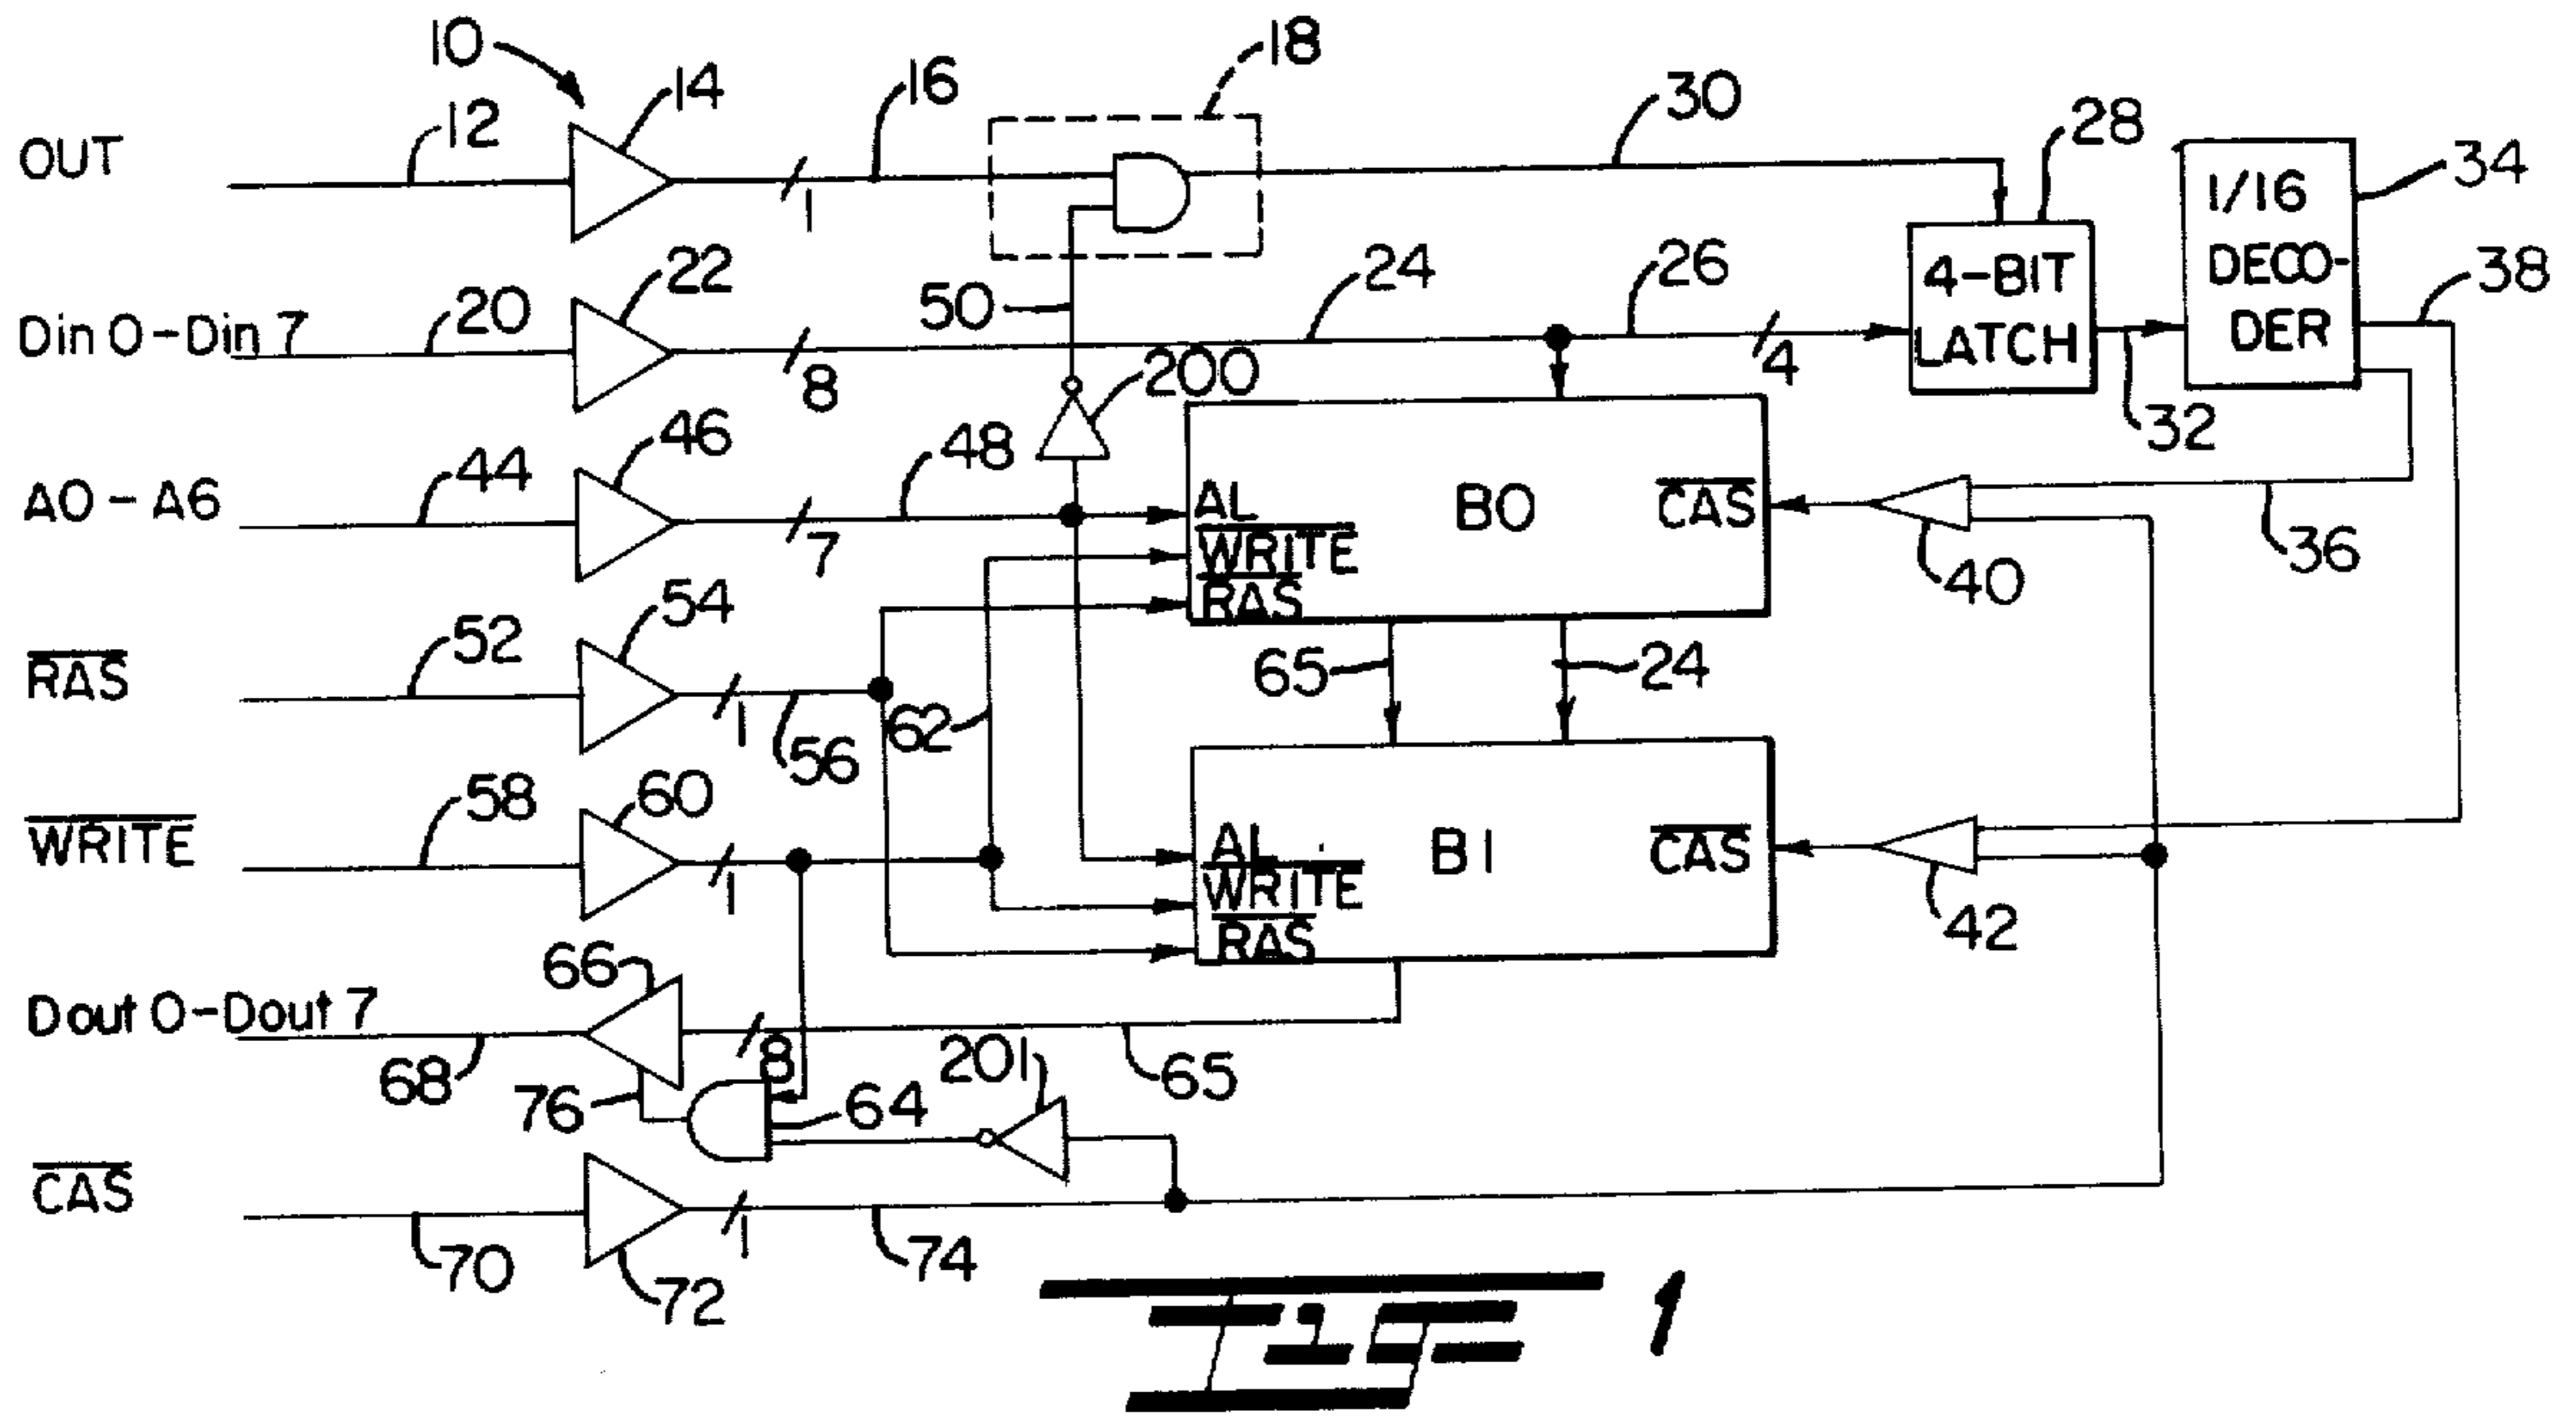 10
14
16
18
30
28
34
OUT
12
1
1/16
DECO-
DER
4-BIT
LATCH
38
22
24
26
50
Din 0-Din 7
20
8
200
4
32
46
48
A0-A6
44
7
AL
B0
CAS
WRITE
RAS
40
36
54
RAS
52
1
56
62
65
24
WRITE
58
60
1
AL
B1
CAS
WRITE
RAS
42
66
Dout 0-Dout 7
68
8
76
64
201
65
CAS
70
72
1
74
Fig 1